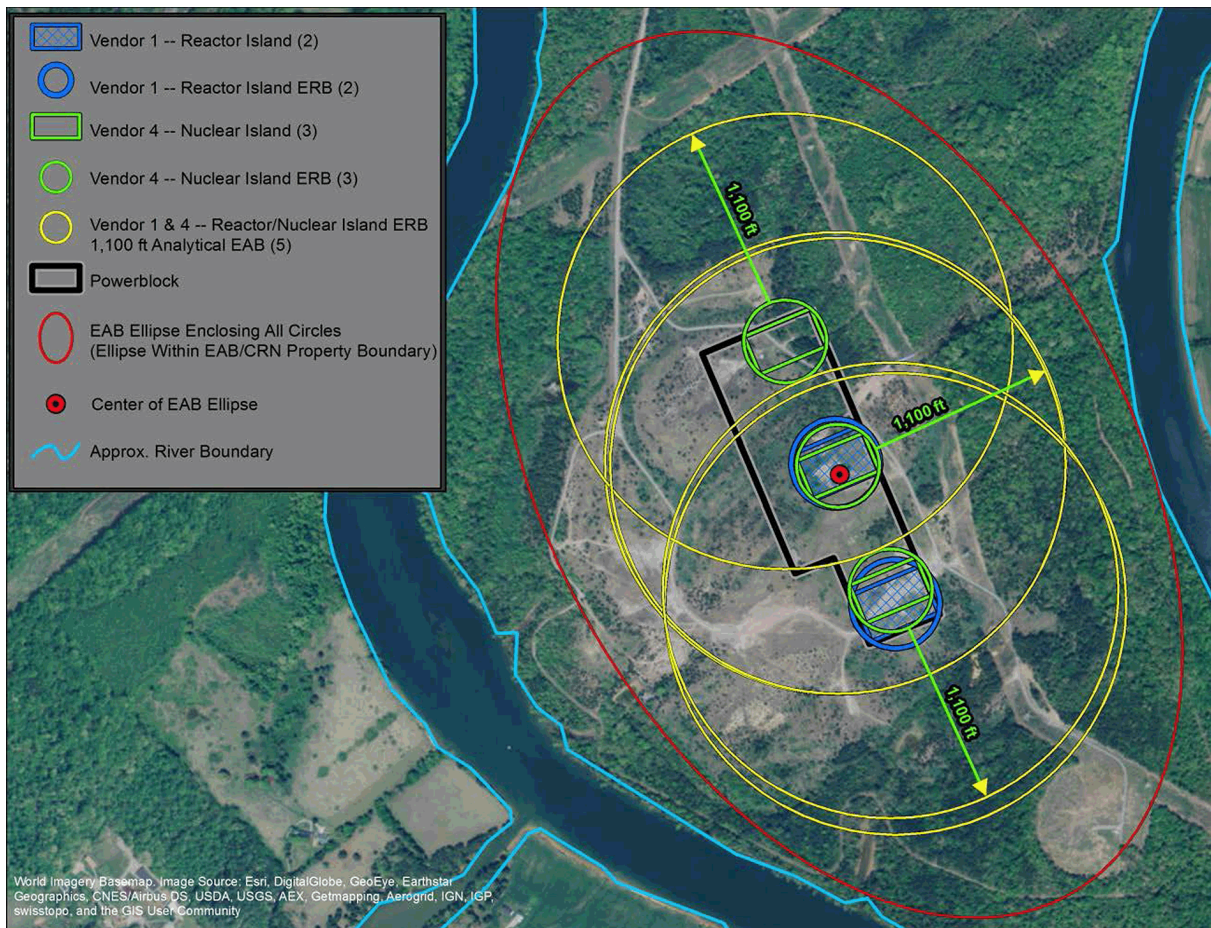 Vendor 1 -- Reactor Island (2)
Vendor 1 -- Reactor Island ERB (2)
Vendor 4 -- Nuclear Island (3)
Vendor 4 -- Nuclear Island ERB (3)
Vendor 1 & 4 -- Reactor/Nuclear Island ERB
1,100 ft Analytical EAB (5)
Powerblock
EAB Ellipse Enclosing All Circles
(Ellipse Within EAB/CRN Property Boundary)
Center of EAB Ellipse
Approx. River Boundary
1,100 ft
1,100 ft
1,100 ft
World Imagery Basemap. Image Source: Esri, DigitalGlobe, GeoEye, Earthstar
Geographics, CNES/Airbus DS, USDA, USGS, AEX, Getmapping, Aerogrid, IGN, IGP,
swisstopo, and the GIS User Community